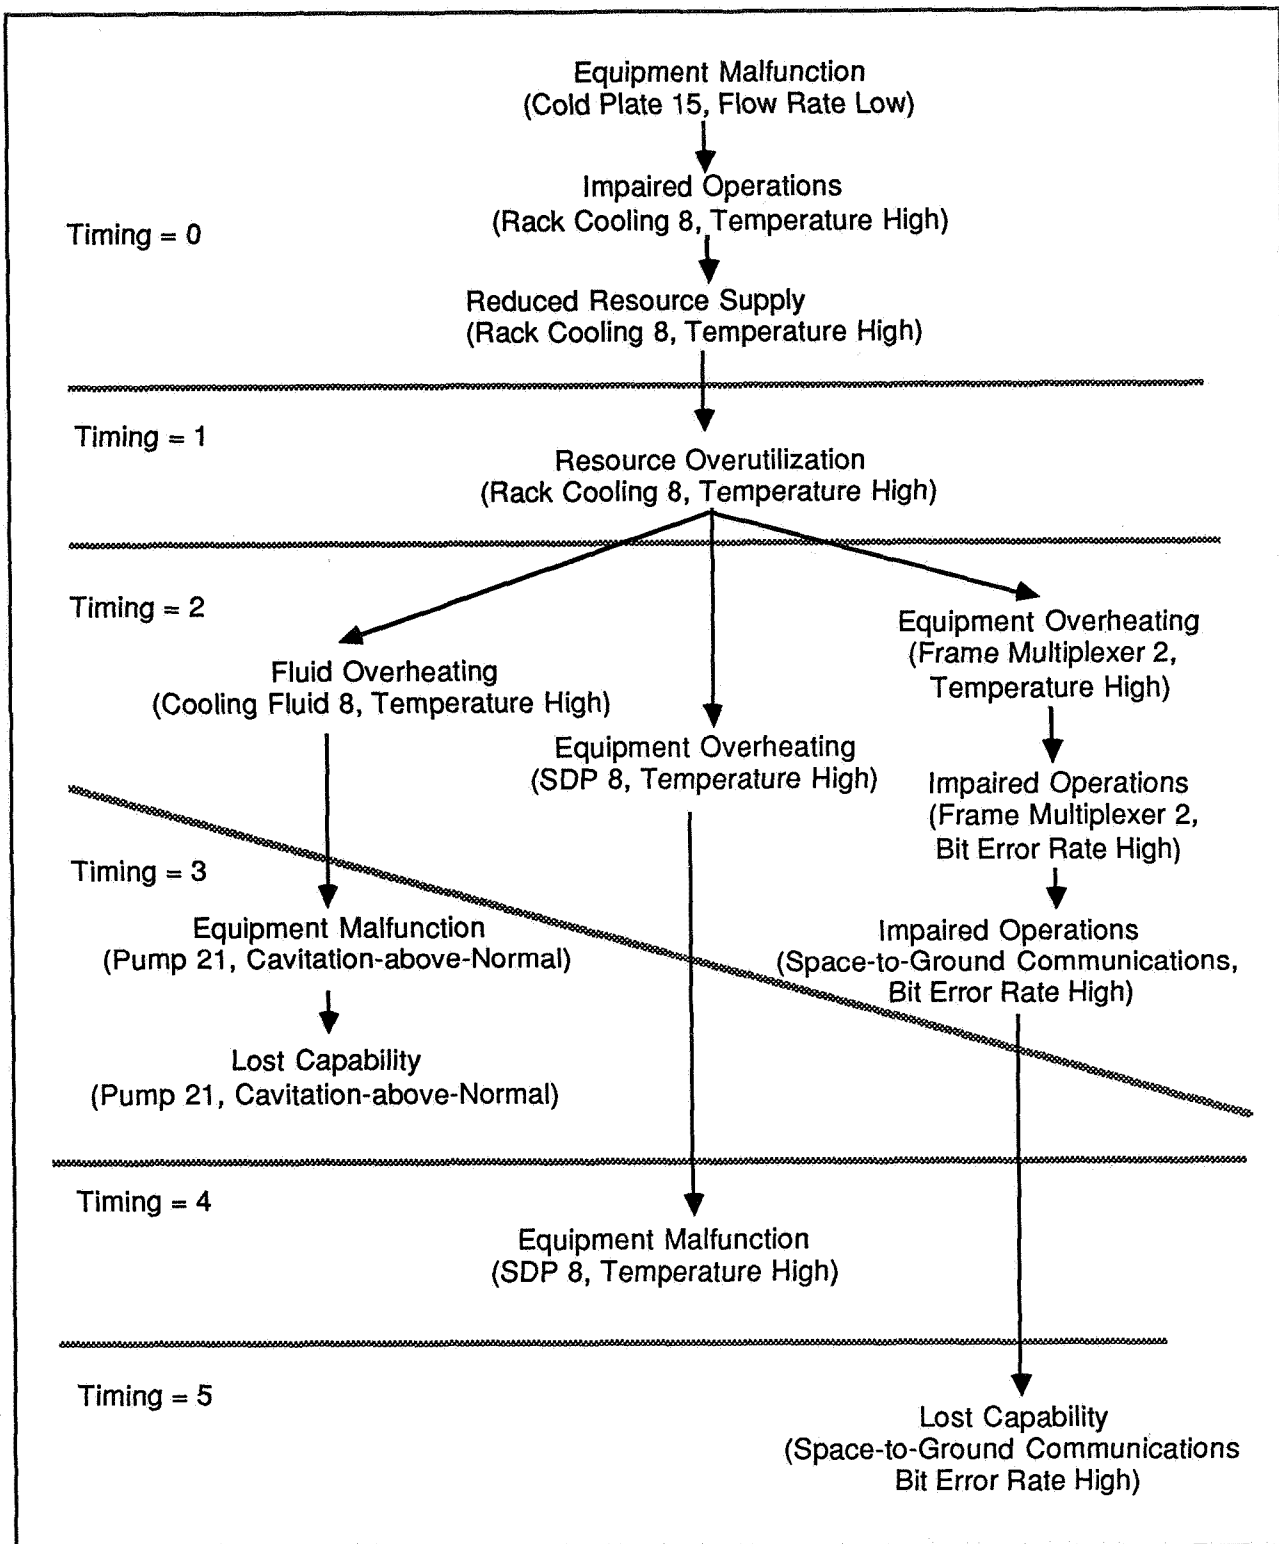 Equipment Malfunction
(Cold Plate 15, Flow Rate Low)
Impaired Operations
(Rack Cooling 8, Temperature High)
Timing = 0
Reduced Resource Supply
(Rack Cooling 8, Temperature High)
Timing = 1
Resource Overutilization
(Rack Cooling 8, Temperature High)
Timing = 2
Fluid Overheating
(Cooling Fluid 8, Temperature High)
Equipment Overheating
(SDP 8, Temperature High)
Equipment Overheating
(Frame Multiplexer 2,
Temperature High)
Impaired Operations
(Frame Multiplexer 2,
Bit Error Rate High)
Impaired Operations
(Space-to-Ground Communications,
Bit Error Rate High)
Timing = 3
Equipment Malfunction
(Pump 21, Cavitation-above-Normal)
Lost Capability
(Pump 21, Cavitation-above-Normal)
Timing = 4
Equipment Malfunction
(SDP 8, Temperature High)
Timing = 5
Lost Capability
(Space-to-Ground Communications
Bit Error Rate High)